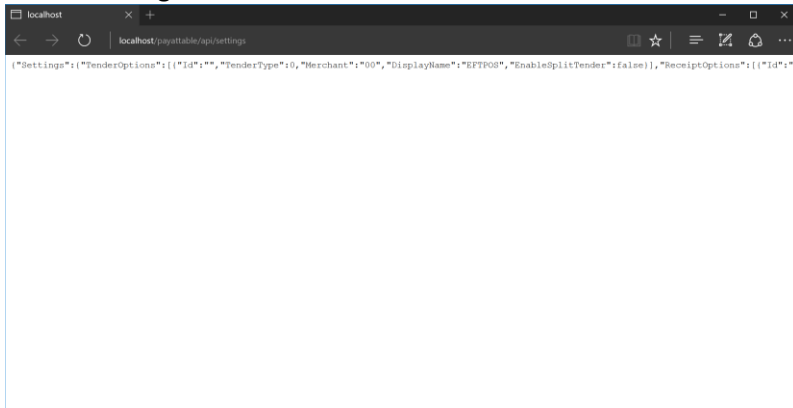 localhost
localhost/payattable/api/settings
{"Settings":{"TenderOptions":[{"Id":"","TenderType":0,"Merchant":"00","DisplayName":"EFTPOS","EnableSplitTender":false}],"ReceiptOptions":[{"Id":"